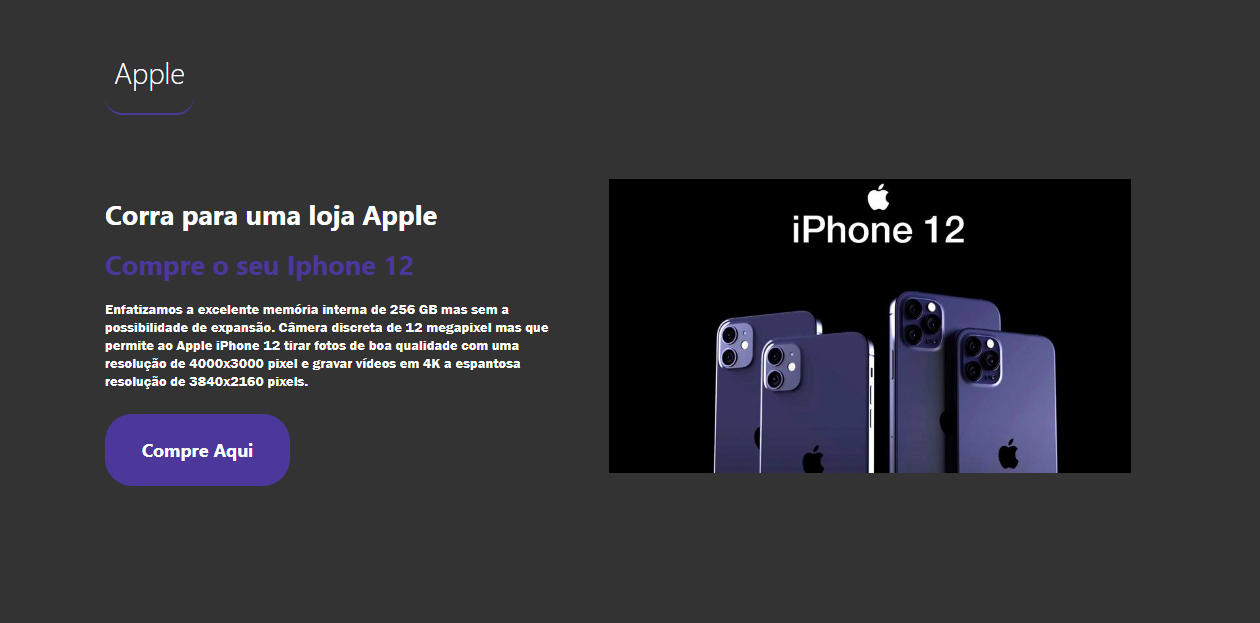 Apple
Corra para uma loja Apple
Compre o seu Iphone 12
Enfatizamos a excelente memória interna de 256 GB mas sem a
possibilidade de expansão. Câmera discreta de 12 megapixel mas que
permite ao Apple iPhone 12 tirar fotos de boa qualidade com uma
resolução de 4000x3000 pixel e gravar vídeos em 4K a espantosa
resolução de 3840x2160 pixels.
Compre Aqui
iPhone 12